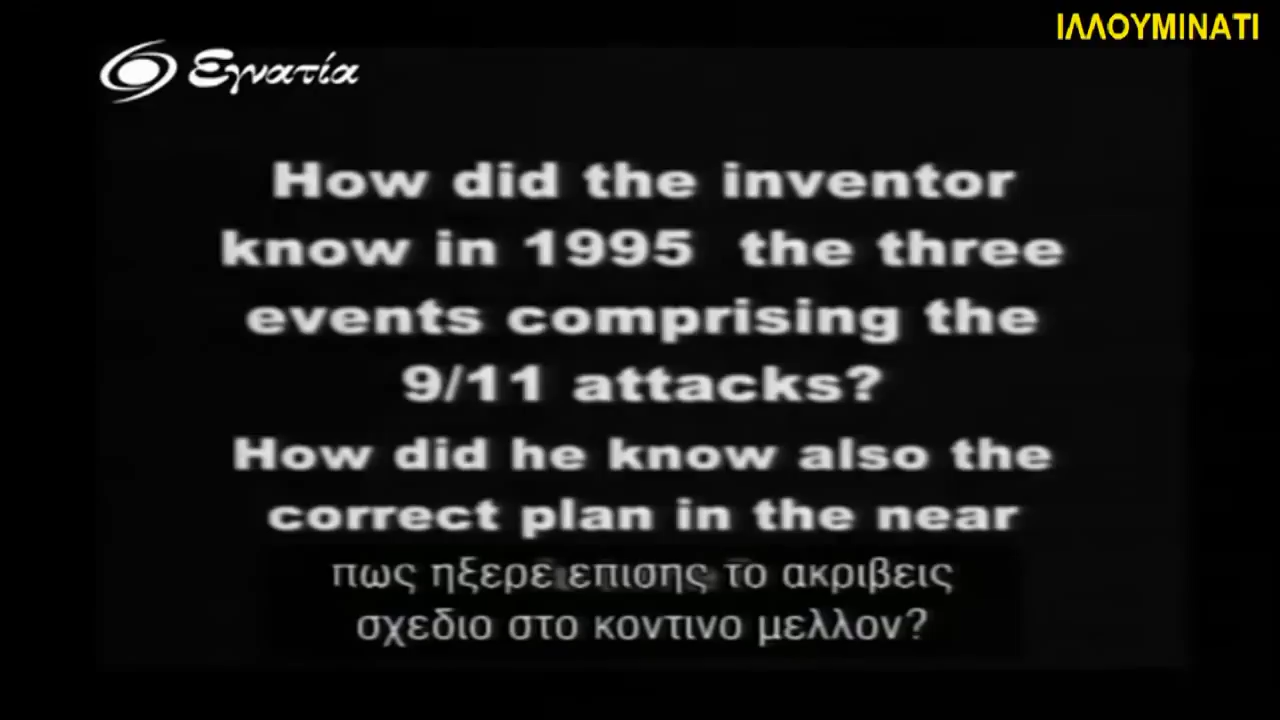 ΙΛΛΟΥΜΙΝΑΤΙ
Εγνατία
How did the inventor
know in 1995 the three
events comprising the
9/11 attacks?
How did he know also the
correct plan in the near
πως ηξερε επισης το ακριβεις
σχεδιο στο κοντινο μελλον?